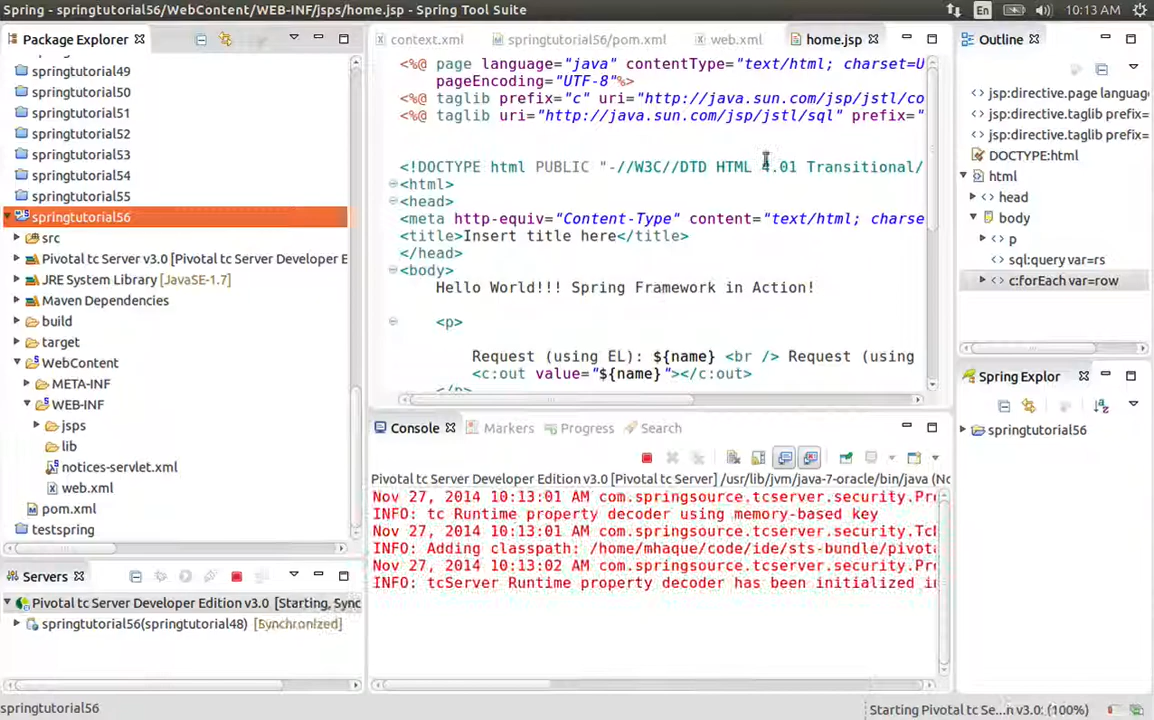 Spring - springtutorial56/WebContent/WEB-INF/jsps/home.jsp - Spring Tool Suite
En
10:13 AM
Package Explorer
springtutorial49
springtutorial50
springtutorial51
springtutorial52
springtutorial53
springtutorial54
springtutorial55
springtutorial56
src
Pivotal tc Server v3.0 [Pivotal tc Server Developer E
JRE System Library [JavaSE-1.7]
Maven Dependencies
build
target
WebContent
META-INF
WEB-INF
jsps
lib
notices-servlet.xml
web.xml
pom.xml
testspring
Servers
Pivotal tc Server Developer Edition v3.0 [Starting, Sync
springtutorial56(springtutorial48) [Synchronized]
context.xml
springtutorial56/pom.xml
web.xml
home.jsp
<%@ page language="java" contentType="text/html; charset=U
pageEncoding="UTF-8"%>
<%@ taglib prefix="c" uri="http://java.sun.com/jsp/jstl/co
<%@ taglib uri="http://java.sun.com/jsp/jstl/sql" prefix="
<!DOCTYPE html PUBLIC "-//W3C//DTD HTML 4.01 Transitional/
<html>
<head>
<meta http-equiv="Content-Type" content="text/html; charse
<title>Insert title here</title>
</head>
<body>
Hello World!!! Spring Framework in Action!
<p>
Request (using EL): ${name} <br /> Request (using
<c:out value="${name}"></c:out>
</p>
Console
Markers
Progress
Search
Pivotal tc Server Developer Edition v3.0 [Pivotal tc Server] /usr/lib/jvm/java-7-oracle/bin/java (No
Nov 27, 2014 10:13:01 AM com.springsource.tcserver.security.Pr
INFO: tc Runtime property decoder using memory-based key
Nov 27, 2014 10:13:01 AM com.springsource.tcserver.security.Tc
INFO: Adding classpath: /home/mhaque/code/ide/sts-bundle/pivot
Nov 27, 2014 10:13:02 AM com.springsource.tcserver.security.Pr
INFO: tcServer Runtime property decoder has been initialized i
Outline
jsp:directive.page languag
jsp:directive.taglib prefix=
jsp:directive.taglib prefix=
DOCTYPE:html
html
head
body
p
sql:query var=rs
c:forEach var=row
Spring Explor
springtutorial56
springtutorial56
Starting Pivotal tc Se...n v3.0: (100%)